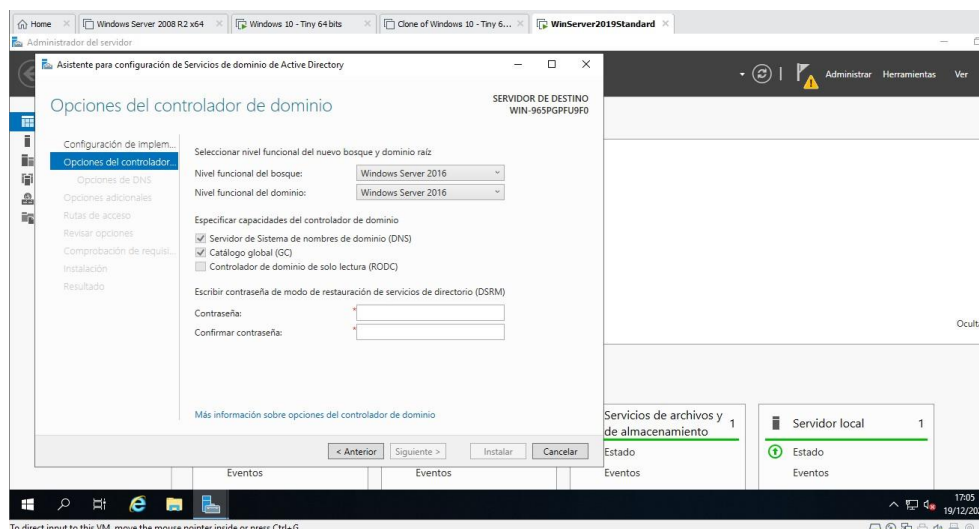 Home
Windows Server 2008 R2 x64
Windows 10 - Tiny 64 bits
Clone of Windows 10 - Tiny 6...
WinServer2019Standard
Administrador del servidor
Asistente para configuración de Servicios de dominio de Active Directory
Administrar Herramientas Ver
Opciones del controlador de dominio
SERVIDOR DE DESTINO
WIN-965PGPFU9F0
Configuración de implem...
Opciones del controlador...
Opciones de DNS
Opciones adicionales
Rutas de acceso
Revisar opciones
Comprobación de requisi...
Instalación
Resultado
Seleccionar nivel funcional del nuevo bosque y dominio raíz
Nivel funcional del bosque: Windows Server 2016
Nivel funcional del dominio: Windows Server 2016
Especificar capacidades del controlador de dominio
Servidor de Sistema de nombres de dominio (DNS)
Catálogo global (GC)
Controlador de dominio de solo lectura (RODC)
Escribir contraseña de modo de restauración de servicios de directorio (DSRM)
Contraseña: *
Confirmar contraseña: *
Más información sobre opciones del controlador de dominio
< Anterior Siguiente > Instalar Cancelar
Servicios de archivos y de almacenamiento 1
Estado
Eventos
Servidor local 1
Estado
Eventos
Eventos
Eventos
17:05
To direct input to this VM, move the mouse pointer inside or press Ctrl+G.